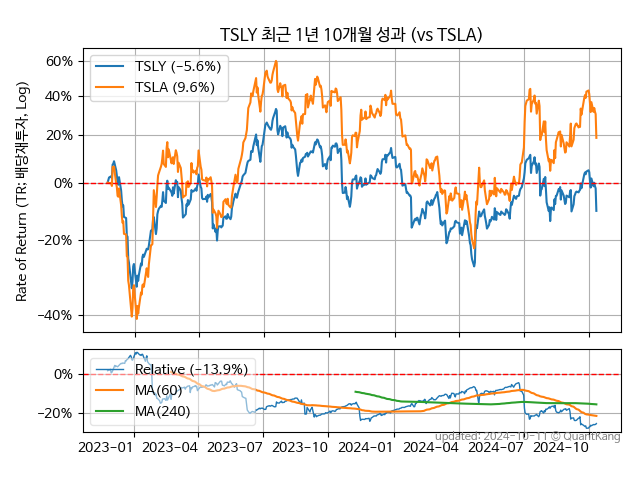 TSLY 최근 1년 10개월 성과 (vs TSLA)
60%
40%
20%
0%
−20%
−40%
Rate of Return (TR: 배당재투자, Log)
TSLY (−5.6%)
TSLA (9.6%)
0%
−20%
Relative (−13.9%)
MA(60)
MA(240)
2023-01 2023-04 2023-07 2023-10 2024-01 2024-04 2024-07 2024-10
updated: 2024-10-11 © QuantKang